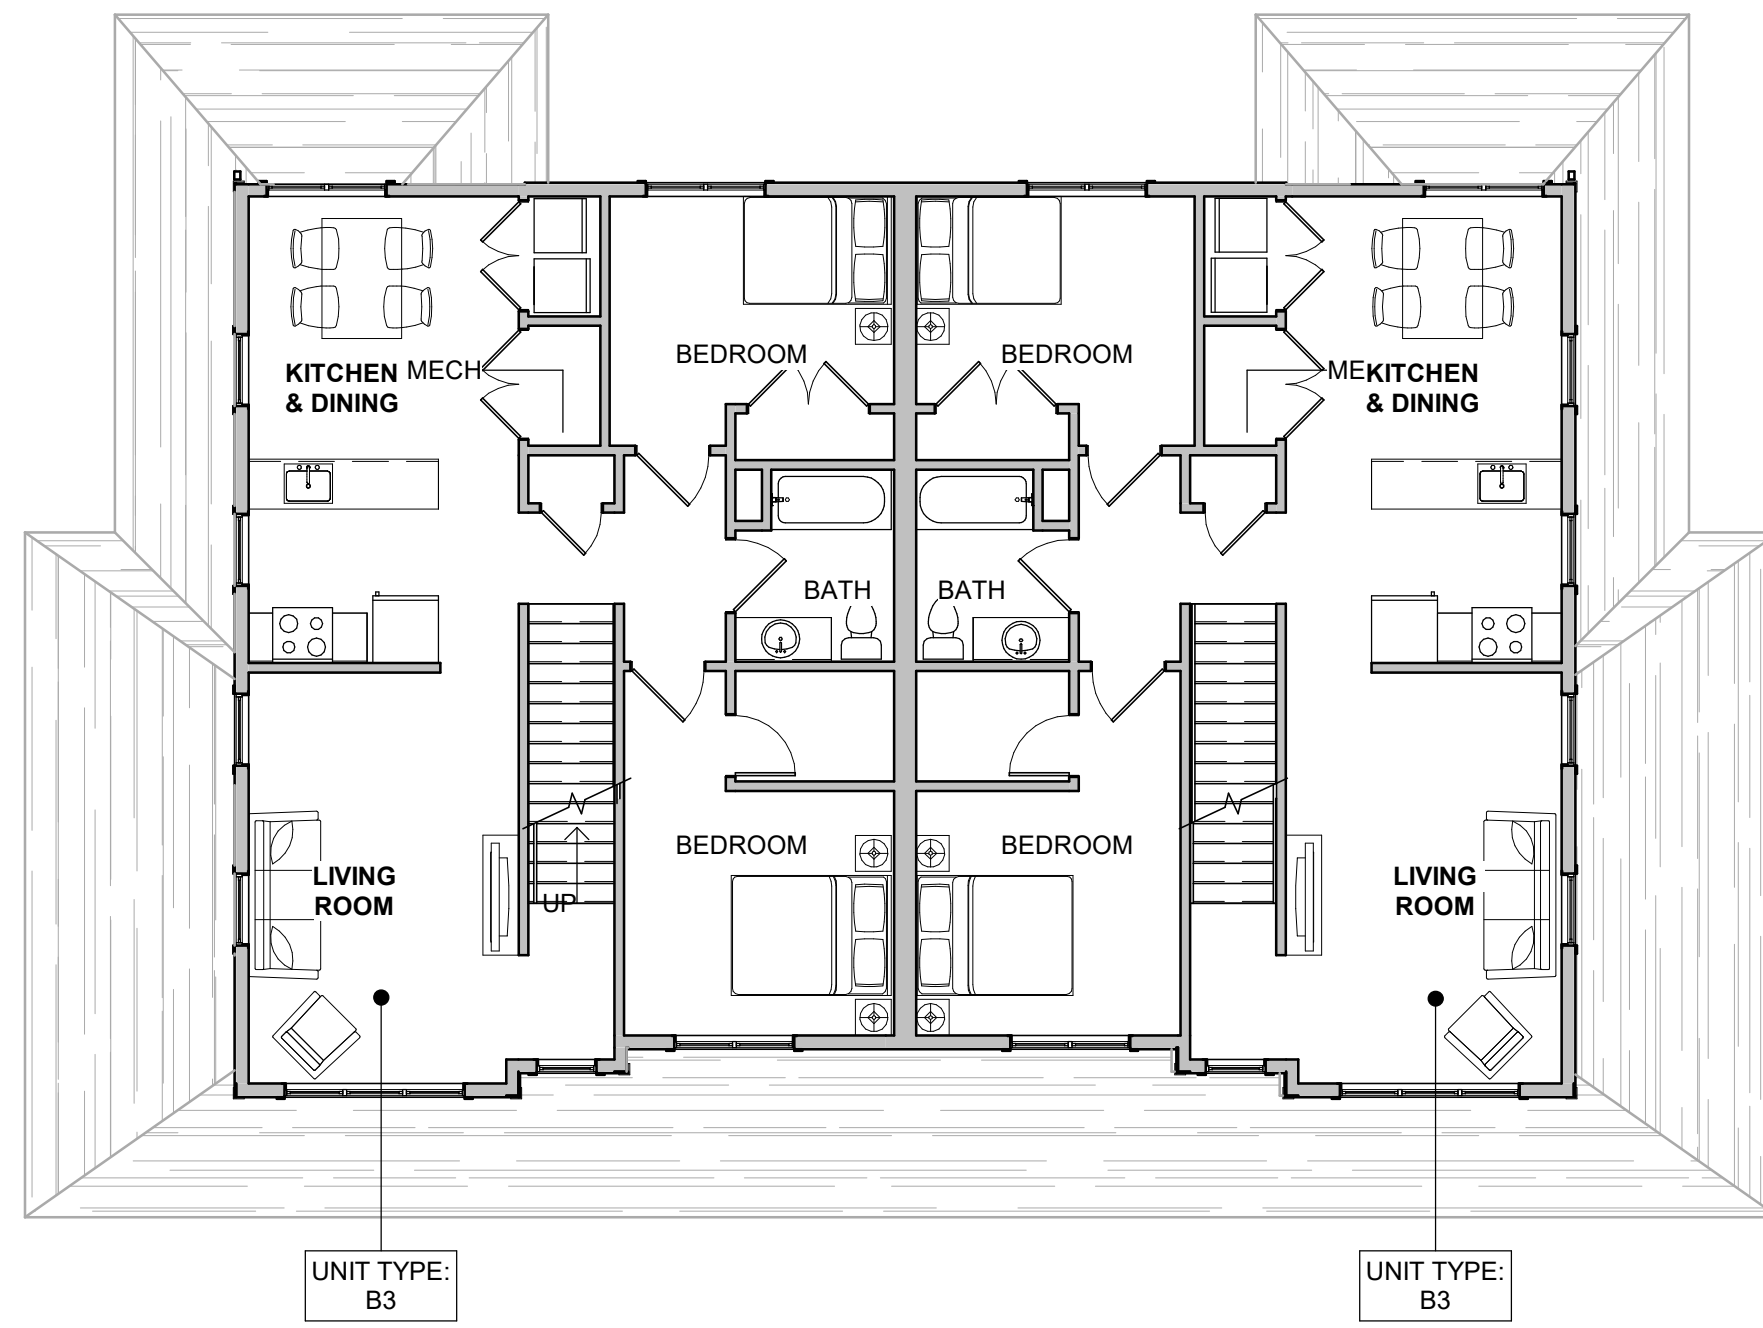 BEDROOM
BEDROOM
KITCHEN
& DINING
MECH
ME
KITCHEN
& DINING
BATH
BATH
BEDROOM
BEDROOM
LIVING
ROOM
UP
LIVING
ROOM
UNIT TYPE:
B3
UNIT TYPE:
B3